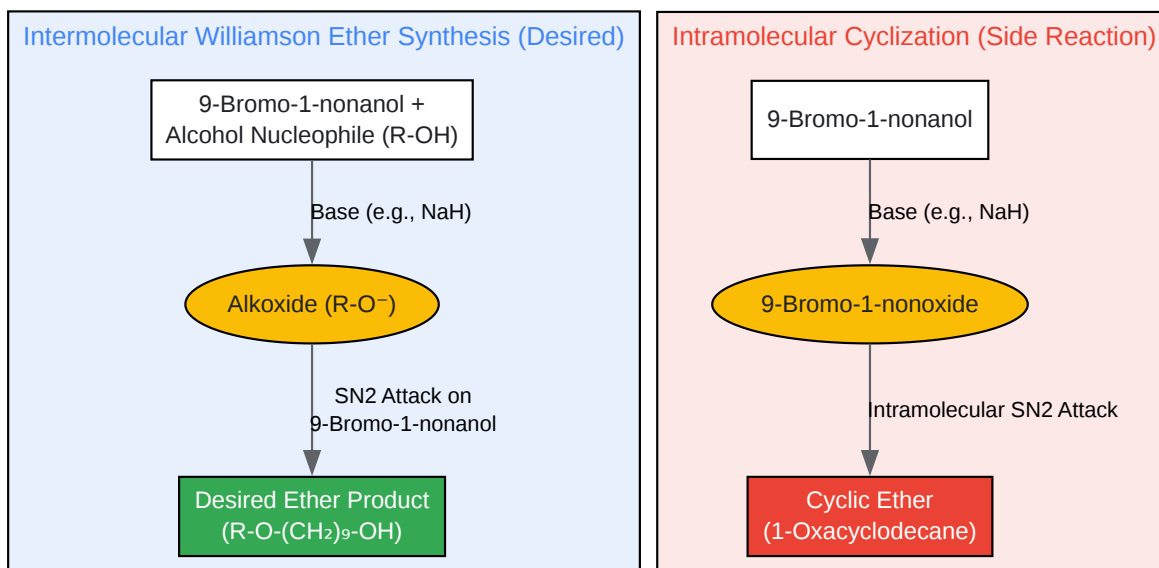 Intermolecular Williamson Ether Synthesis (Desired)
9-Bromo-1-nonanol +
Alcohol Nucleophile (R-OH)
Base (e.g., NaH)
Alkoxide (R-O⁻)
SN2 Attack on
9-Bromo-1-nonanol
Desired Ether Product
(R-O-(CH₂)₉-OH)
Intramolecular Cyclization (Side Reaction)
9-Bromo-1-nonanol
Base (e.g., NaH)
9-Bromo-1-nonoxide
Intramolecular SN2 Attack
Cyclic Ether
(1-Oxacyclodecane)